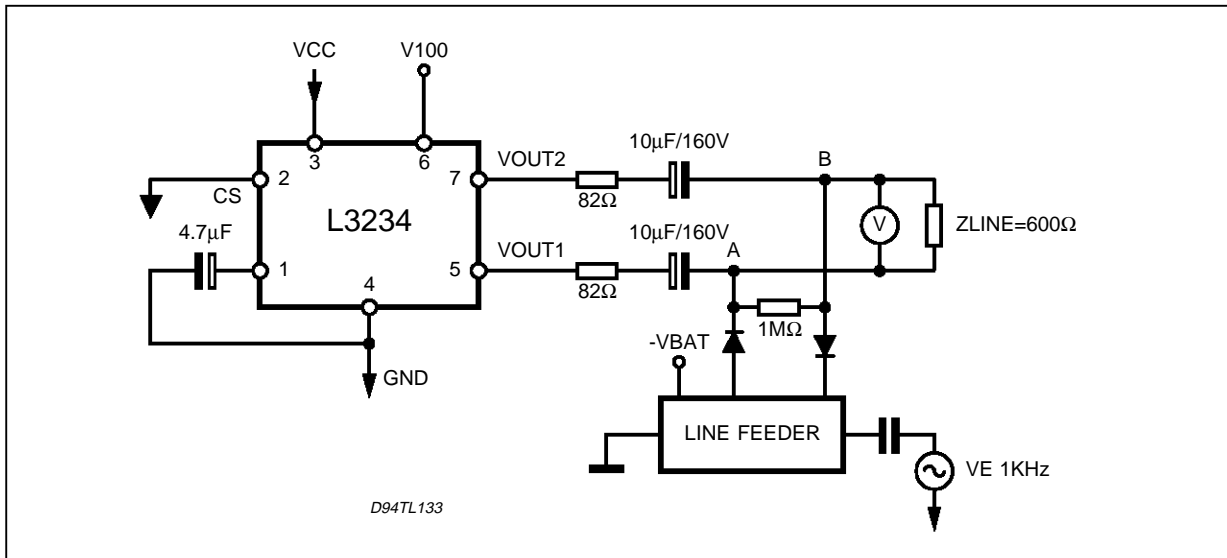 VCC
V100
3
6
10μF/160V
B
VOUT2
2
7
CS
82Ω
L3234
V
ZLINE=600Ω
4.7μF
10μF/160V
A
VOUT1
1
5
4
82Ω
1MΩ
-VBAT
GND
LINE FEEDER
VE 1KHz
D94TL133